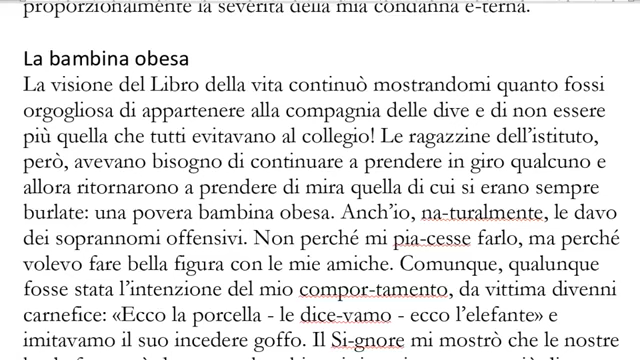 proporzionalmente la severità della mia condanna e-terna.
La bambina obesa
La visione del Libro della vita continuò mostrandomi quanto fossi
orgogliosa di appartenere alla compagnia delle dive e di non essere
più quella che tutti evitavano al collegio! Le ragazzine dell’istituto,
però, avevano bisogno di continuare a prendere in giro qualcuno e
allora ritornarono a prendere di mira quella di cui si erano sempre
burlate: una povera bambina obesa. Anch’io, na-turalmente, le davo
dei soprannomi offensivi. Non perché mi pia-cesse farlo, ma perché
volevo fare bella figura con le mie amiche. Comunque, qualunque
fosse stata l’intenzione del mio compor-tamento, da vittima divenni
carnefice: «Ecco la porcella - le dice-vamo - ecco l’elefante» e
imitavamo il suo incedere goffo. Il Si-gnore mi mostrò che le nostre